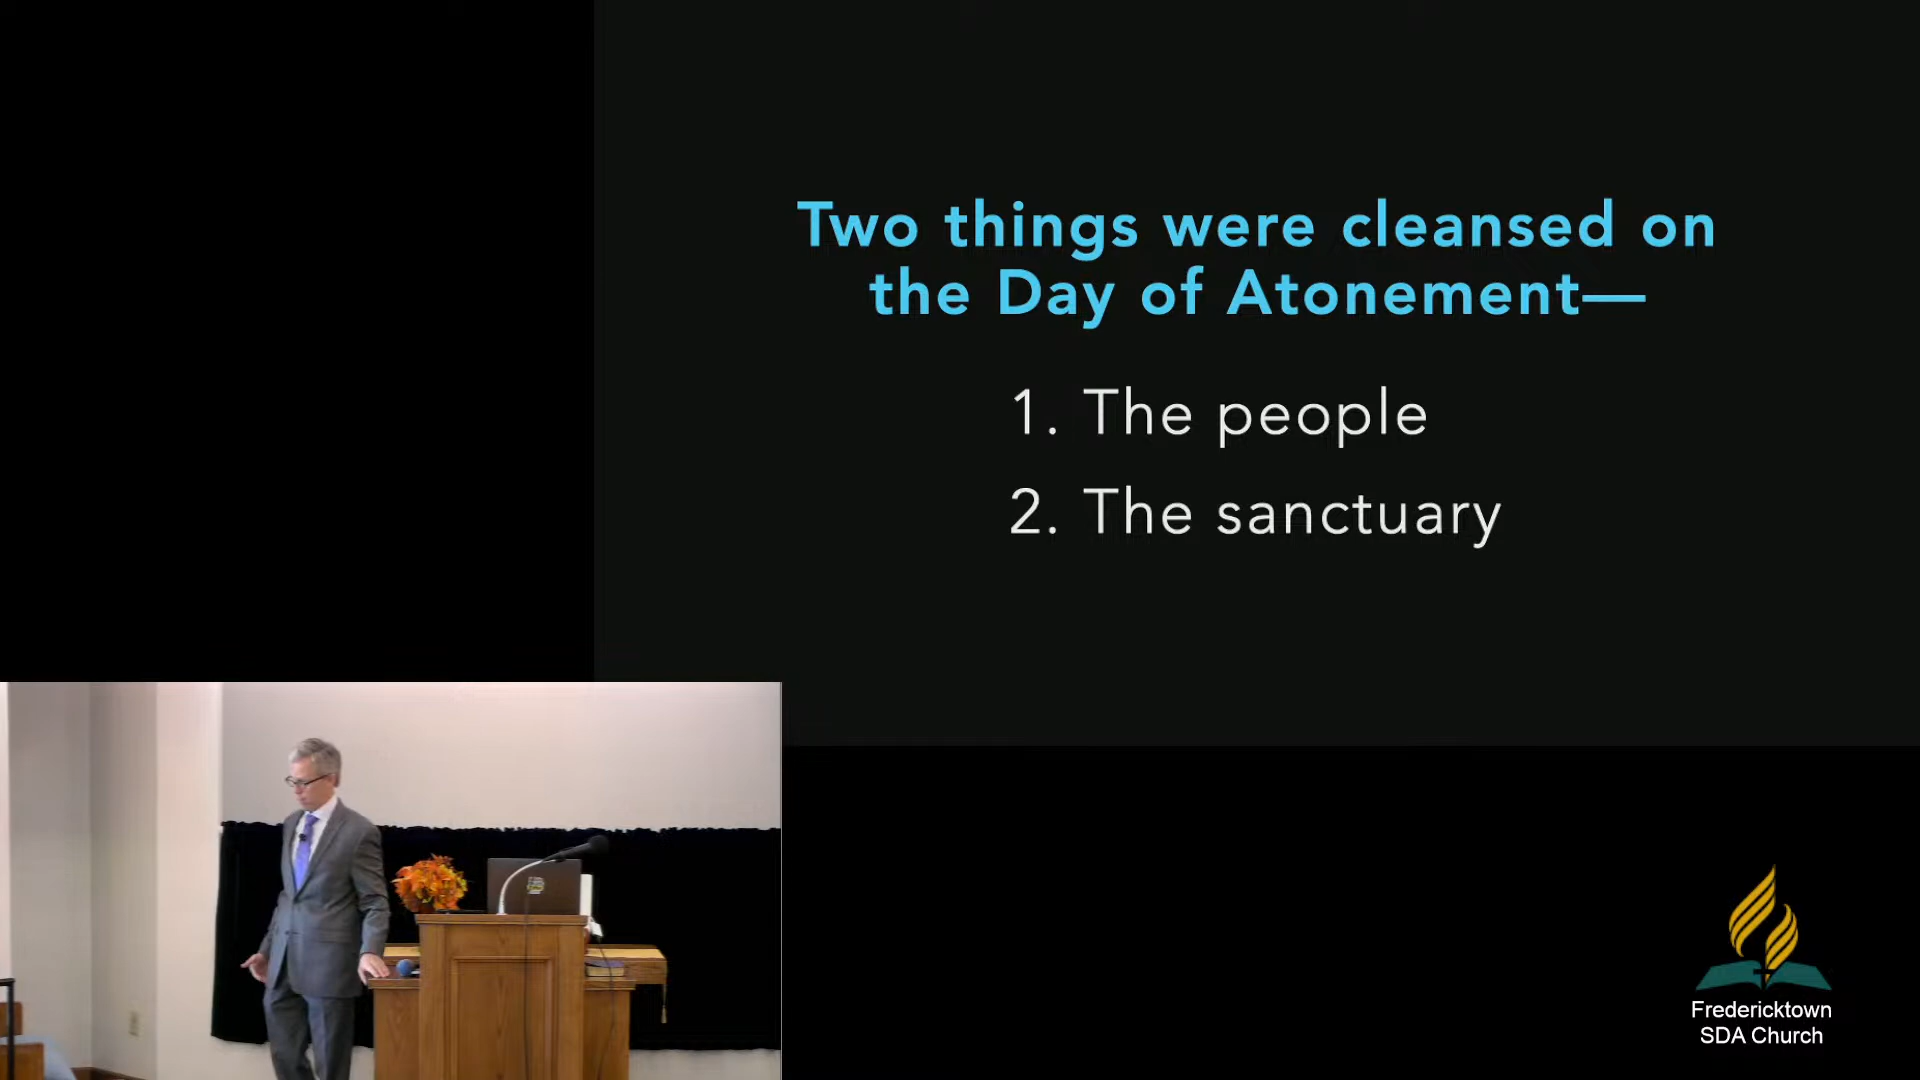 Two things were cleansed on
the Day of Atonement—
1. The people
2. The sanctuary
Fredericktown
SDA Church